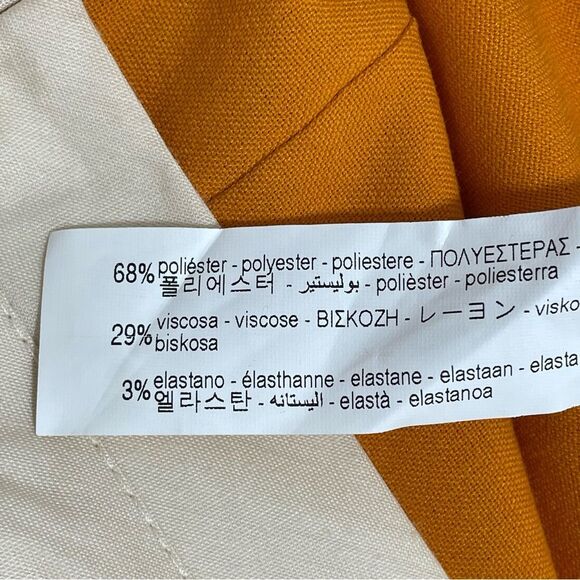 68% poliéster - polyester - poliestere - ΠΟΛΥΕΣΤΕΡΑΣ -
폴리에스터 - بوليستير - polièster - poliesterra
29% viscosa - viscose - ΒΙΣΚΟΖΗ - レーヨン - visko
biskosa
3% elastano - élasthanne - elastane - elastaan - elasta
엘라스탄 - اليستانه - elastà - elastanoa